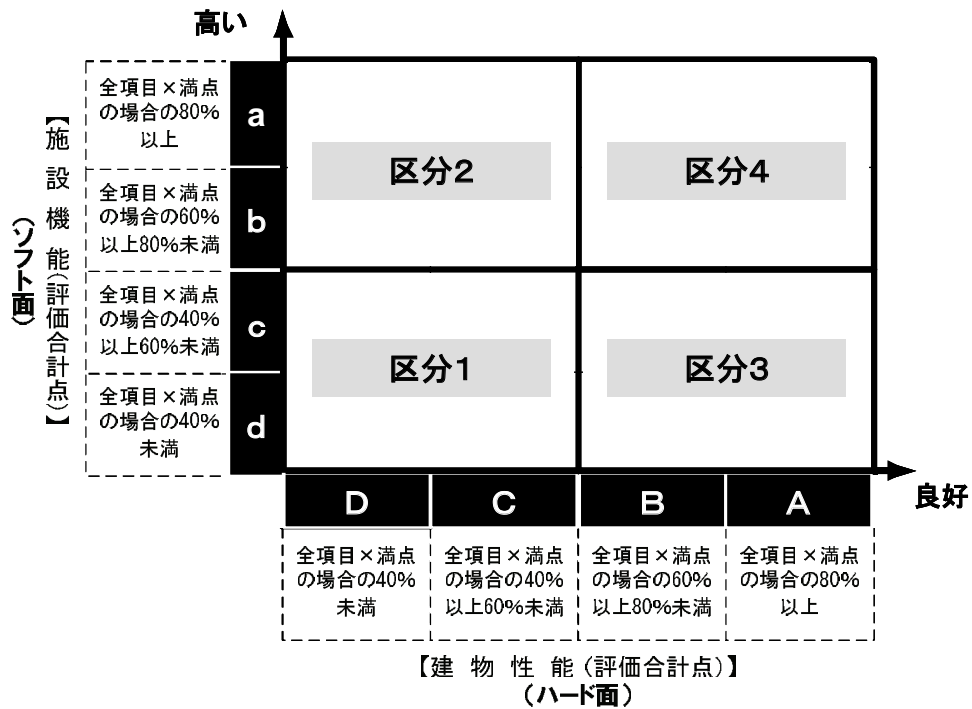 高い
【施設機能(評価合計点)】
(ソフト面)
全項目×満点
の場合の80%
以上
a
全項目×満点
の場合の60%
以上80%未満
b
全項目×満点
の場合の40%
以上60%未満
c
全項目×満点
の場合の40%
未満
d
区分2
区分4
区分1
区分3
良好
D
C
B
A
全項目×満点
の場合の40%
未満
全項目×満点
の場合の40%
以上60%未満
全項目×満点
の場合の60%
以上80%未満
全項目×満点
の場合の80%
以上
【建物性能(評価合計点)】
(ハード面)